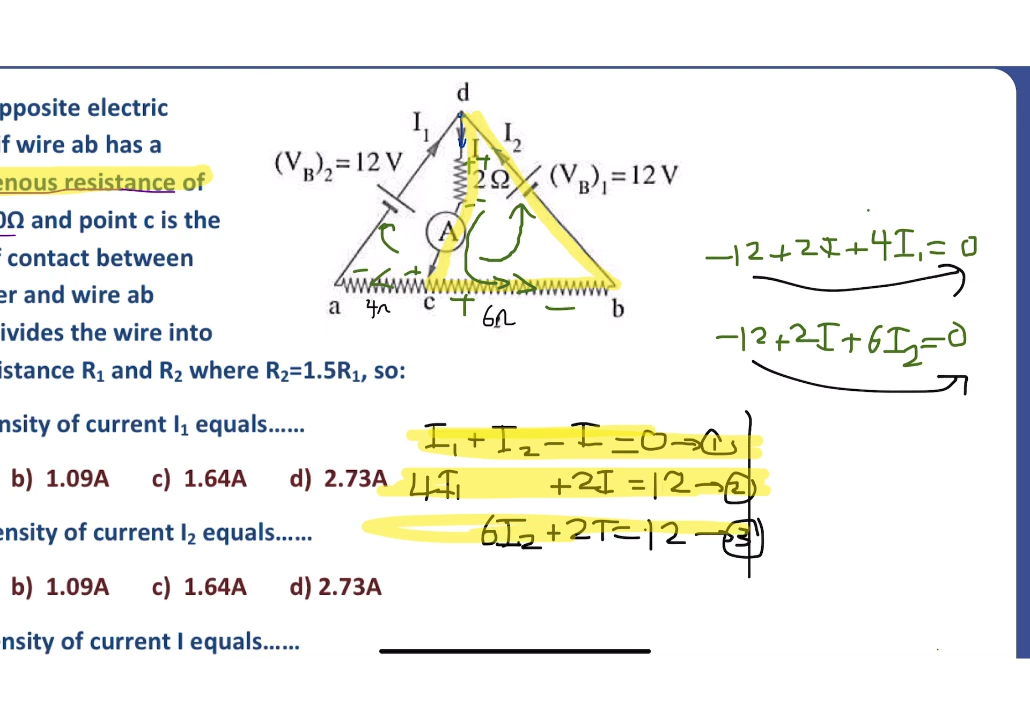 pposite electric
if wire ab has a
enous resistance of
0Ω and point c is the
f contact between
er and wire ab
ivides the wire into
istance R₁ and R₂ where R₂=1.5R₁, so:
nsity of current I₁ equals......
b) 1.09A c) 1.64A d) 2.73A
ensity of current I₂ equals......
b) 1.09A c) 1.64A d) 2.73A
nsity of current I equals......
d
I₁
I
I₂
(V_B)₂=12V
+
2Ω
(V_B)₁=12V
−
A
− +
a 4Ω c + 6Ω − b
−12+2I+4I₁=0
−12+2I+6I₂=0
I₁+I₂−I=0→①
4I₁ +2I=12→②
6I₂+2I=12→③